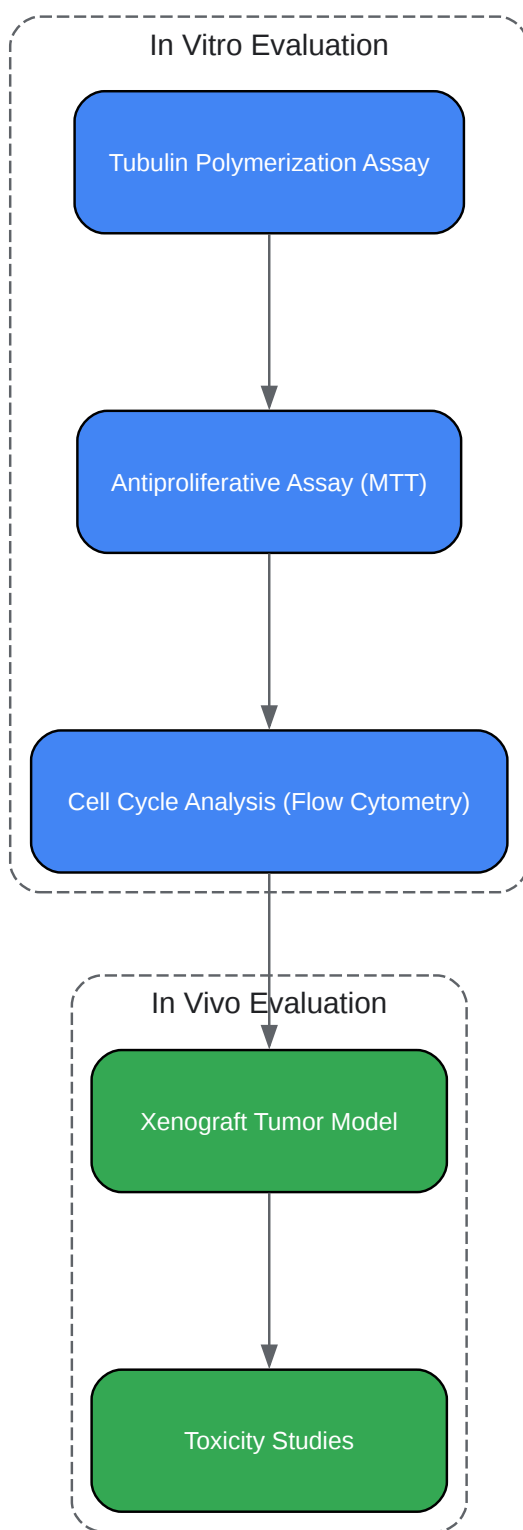 In Vitro Evaluation
Tubulin Polymerization Assay
Antiproliferative Assay (MTT)
Cell Cycle Analysis (Flow Cytometry)
In Vivo Evaluation
Xenograft Tumor Model
Toxicity Studies